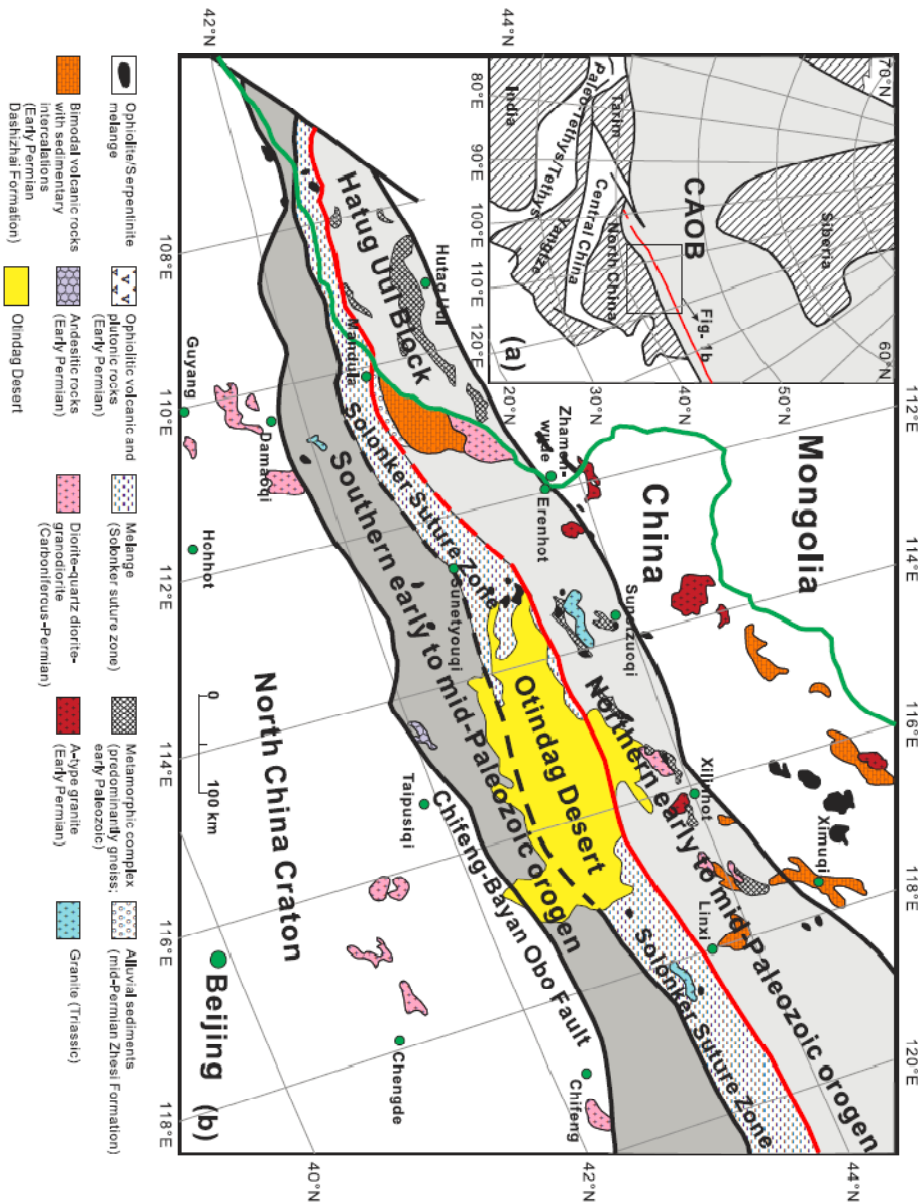 42°N
44°N
70°N
80°E
90°E
100°E
110°E
120°E
20°N
30°N
40°N
50°N
60°N
India
Paleo-Tethys/Tethys
Tarim
Central China
Yangtze
North China
CAOB
Siberia
Fig. 1b
(a)
112°E
114°E
116°E
118°E
120°E
Mongolia
China
Hatug Uul Block
Hutag Uul
Mandula
Zhamen-
wude
Erenhot
Sunitzuoqi
Xilinhot
Ximuqi
Linxi
Solonker Suture Zone
Sunetyouqi
Otindag Desert
Northern early to mid-Paleozoic orogen
Southern early to mid-Paleozoic orogen
Solonker Suture Zone
Chifeng-Bayan Obo Fault
North China Craton
Guyang
Damaoqi
Hohhot
Taipusiqi
Chengde
Chifeng
Beijing
(b)
0
100 km
108°E
110°E
112°E
114°E
116°E
118°E
40°N
42°N
44°N
Ophiolite/Serpentinite
melange
Ophiolitic volcanic and
plutonic rocks
(Early Permian)
Melange
(Solonker suture zone)
Metamorphic complex
(predominantly gneiss;
early Paleozoic)
Alluvial sediments
(mid-Permian Zhesi Formation)
Bimodal volcanic rocks
with sedimentary
intercalations
(Early Permian
Dashizhai Formation)
Andesitic rocks
(Early Permian)
Diorite-quartz diorite-
granodiorite
(Carboniferous-Permian)
A-type granite
(Early Permian)
Granite (Triassic)
Otindag Desert